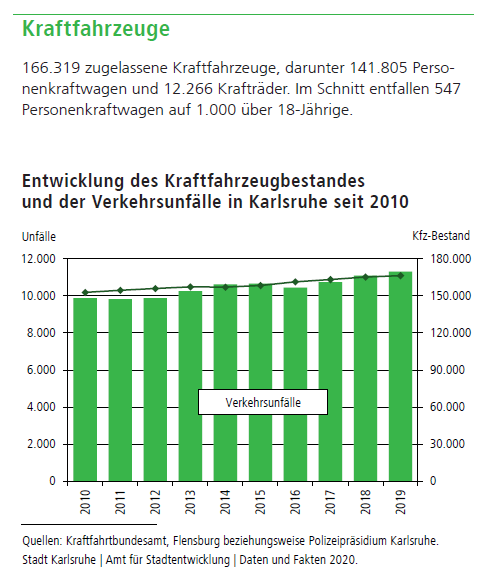 Kraftfahrzeuge
166.319 zugelassene Kraftfahrzeuge, darunter 141.805 Perso-
nenkraftwagen und 12.266 Krafträder. Im Schnitt entfallen 547
Personenkraftwagen auf 1.000 über 18-Jährige.
Entwicklung des Kraftfahrzeugbestandes
und der Verkehrsunfälle in Karlsruhe seit 2010
Unfälle Kfz-Bestand
12.000 180.000
10.000 150.000
8.000 120.000
6.000 90.000
4.000 60.000
2.000 30.000
0 0
Verkehrsunfälle
2010 2011 2012 2013 2014 2015 2016 2017 2018 2019
Quellen: Kraftfahrtbundesamt, Flensburg beziehungsweise Polizeipräsidium Karlsruhe.
Stadt Karlsruhe | Amt für Stadtentwicklung | Daten und Fakten 2020.